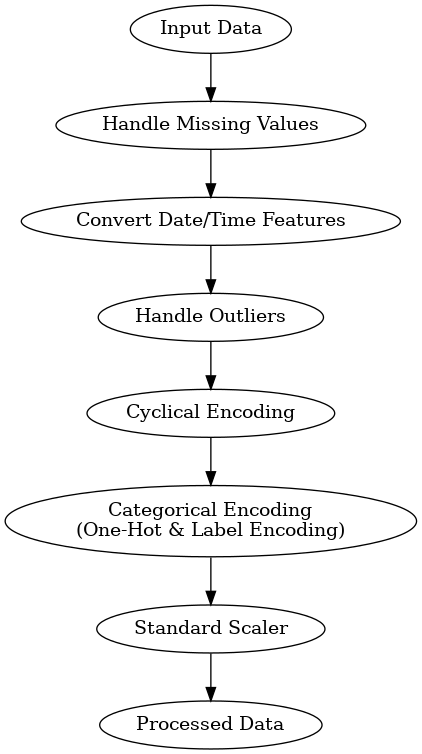 Input Data
Handle Missing Values
Convert Date/Time Features
Handle Outliers
Cyclical Encoding
Categorical Encoding
(One-Hot & Label Encoding)
Standard Scaler
Processed Data